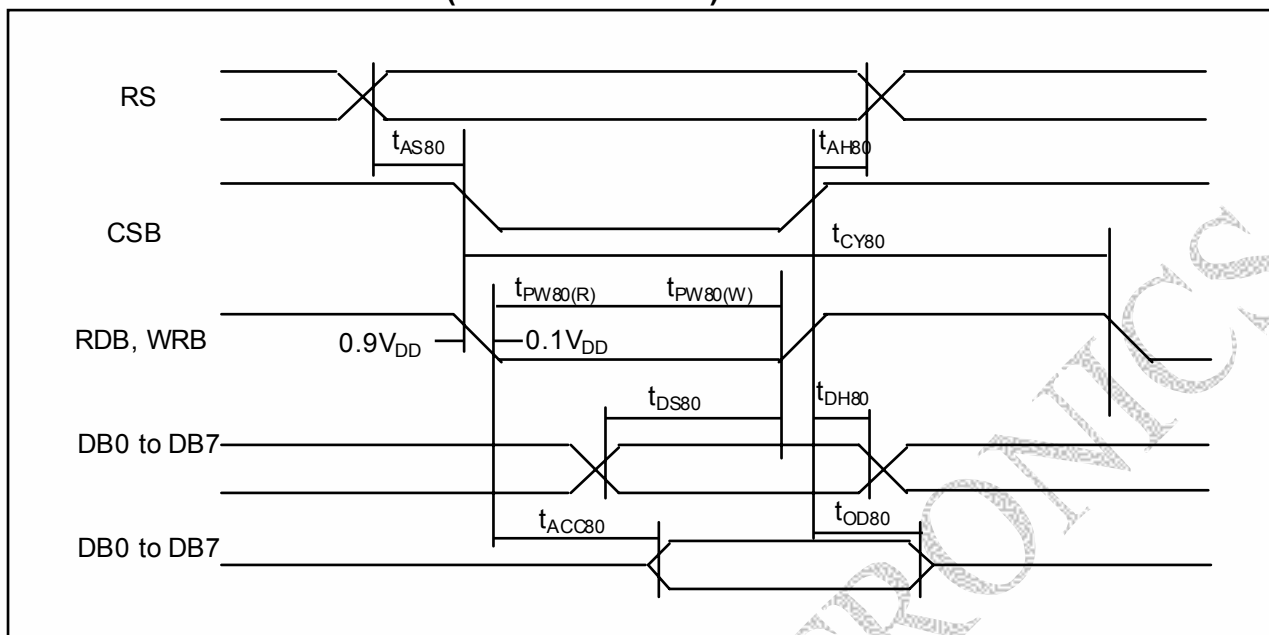 RS
tAS80
tAH80
CSB
tCY80
tPW80(R)
tPW80(W)
RDB, WRB
0.9VDD
0.1VDD
tDS80
tDH80
DB0 to DB7
tACC80
tOD80
DB0 to DB7
RONICS